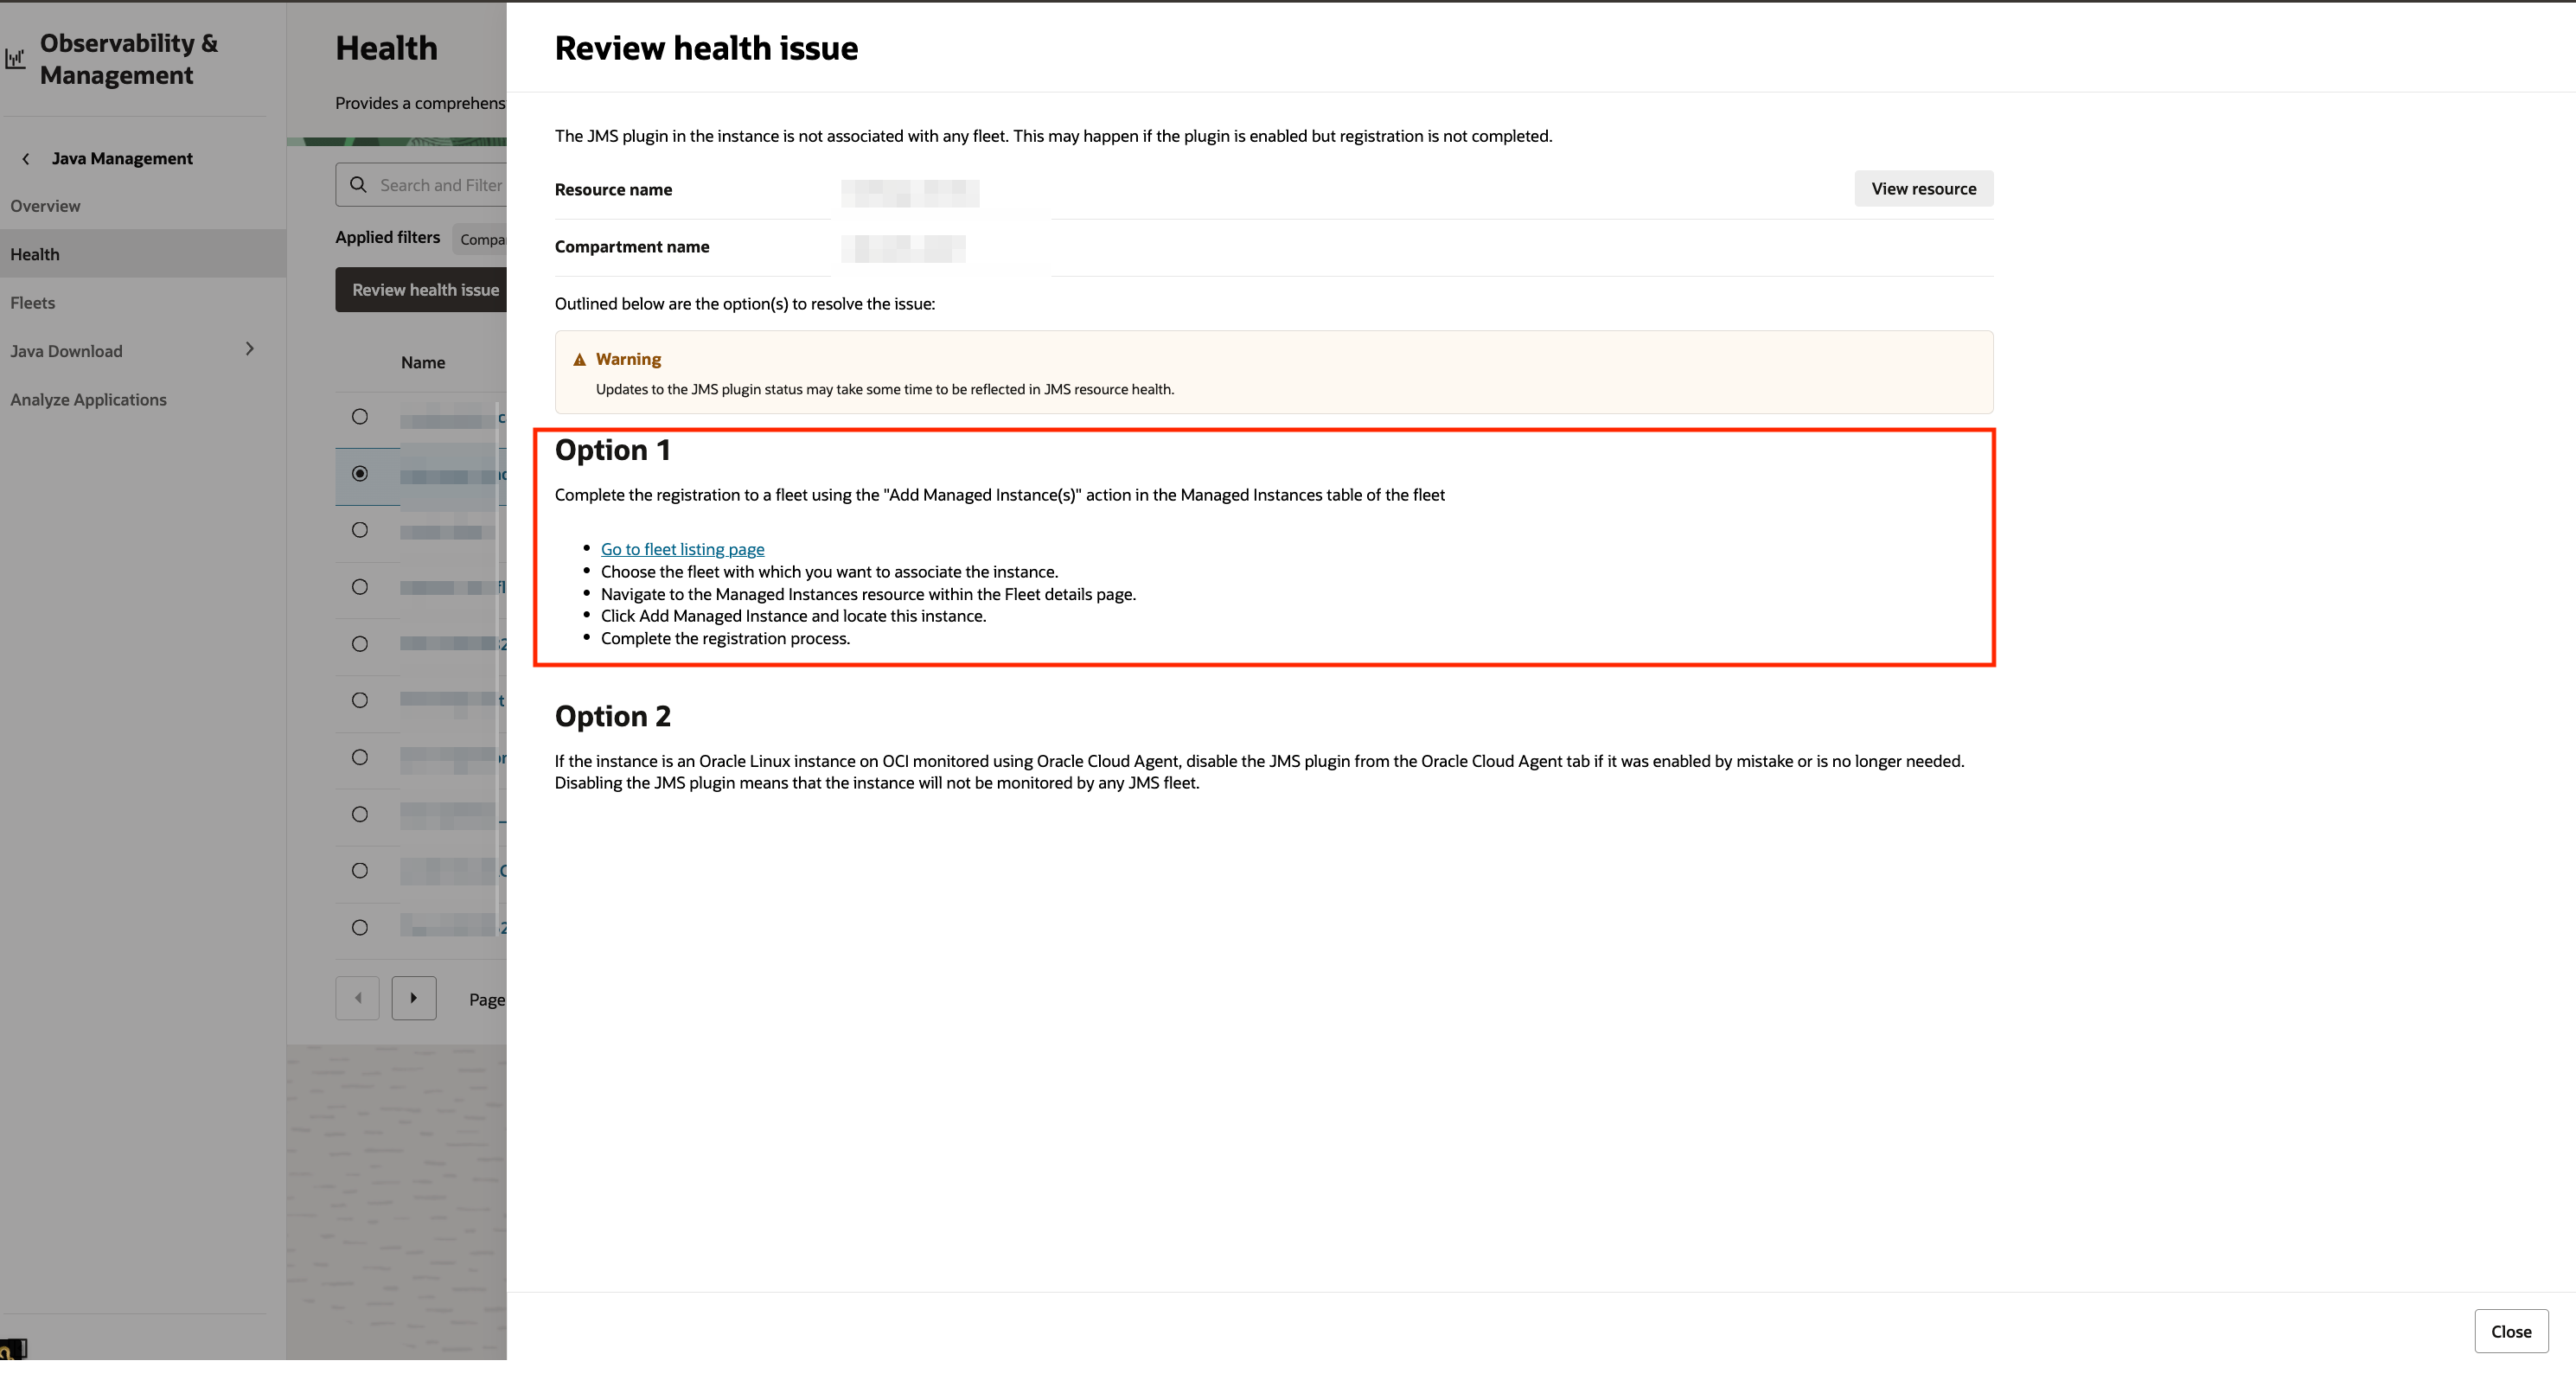 Observability &
Management
Java Management
Overview
Health
Fleets
Java Download
Analyze Applications
Health
Provides a comprehens
Search and Filter
Applied filters
Compa
Review health issue
Name
Page
Review health issue
The JMS plugin in the instance is not associated with any fleet. This may happen if the plugin is enabled but registration is not completed.
Resource name
View resource
Compartment name
Outlined below are the option(s) to resolve the issue:
Warning
Updates to the JMS plugin status may take some time to be reflected in JMS resource health.
Option 1
Complete the registration to a fleet using the "Add Managed Instance(s)" action in the Managed Instances table of the fleet
Go to fleet listing page
Choose the fleet with which you want to associate the instance.
Navigate to the Managed Instances resource within the Fleet details page.
Click Add Managed Instance and locate this instance.
Complete the registration process.
Option 2
If the instance is an Oracle Linux instance on OCI monitored using Oracle Cloud Agent, disable the JMS plugin from the Oracle Cloud Agent tab if it was enabled by mistake or is no longer needed.
Disabling the JMS plugin means that the instance will not be monitored by any JMS fleet.
Close